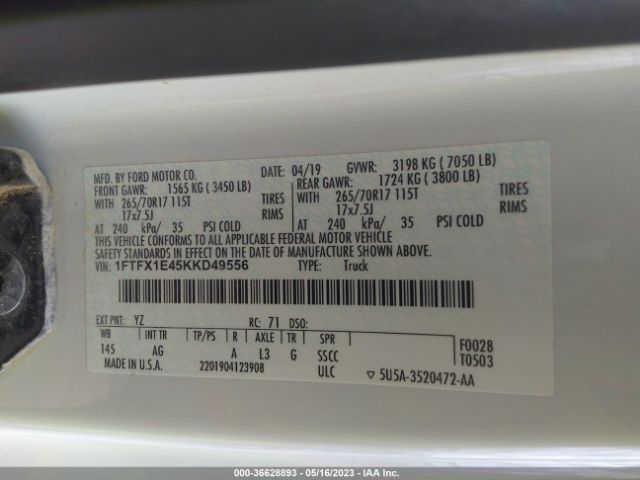 MFD. BY FORD MOTOR CO. DATE: 04/19 GVWR: 3198 KG ( 7050 LB)
FRONT GAWR: 1565 KG ( 3450 LB) REAR GAWR: 1724 KG ( 3800 LB)
WITH 265/70R17 115T TIRES WITH 265/70R17 115T TIRES
17x7.5J RIMS 17x7.5J RIMS
AT 240 kPa/ 35 PSI COLD AT 240 kPa/ 35 PSI COLD
THIS VEHICLE CONFORMS TO ALL APPLICABLE FEDERAL MOTOR VEHICLE
SAFETY STANDARDS IN EFFECT ON THE DATE OF MANUFACTURE SHOWN ABOVE.
VIN: 1FTFX1E45KKD49556 TYPE: Truck
EXT PNT: YZ RC: 71 DSO:
WB INT TR TP/PS R AXLE TR SPR F0028
145 AG A L3 G SSCC T0503
MADE IN U.S.A. 2201904123908 ULC ▽ 5U5A-3520472-AA
000-36628893 - 05/16/2023 - IAA Inc.